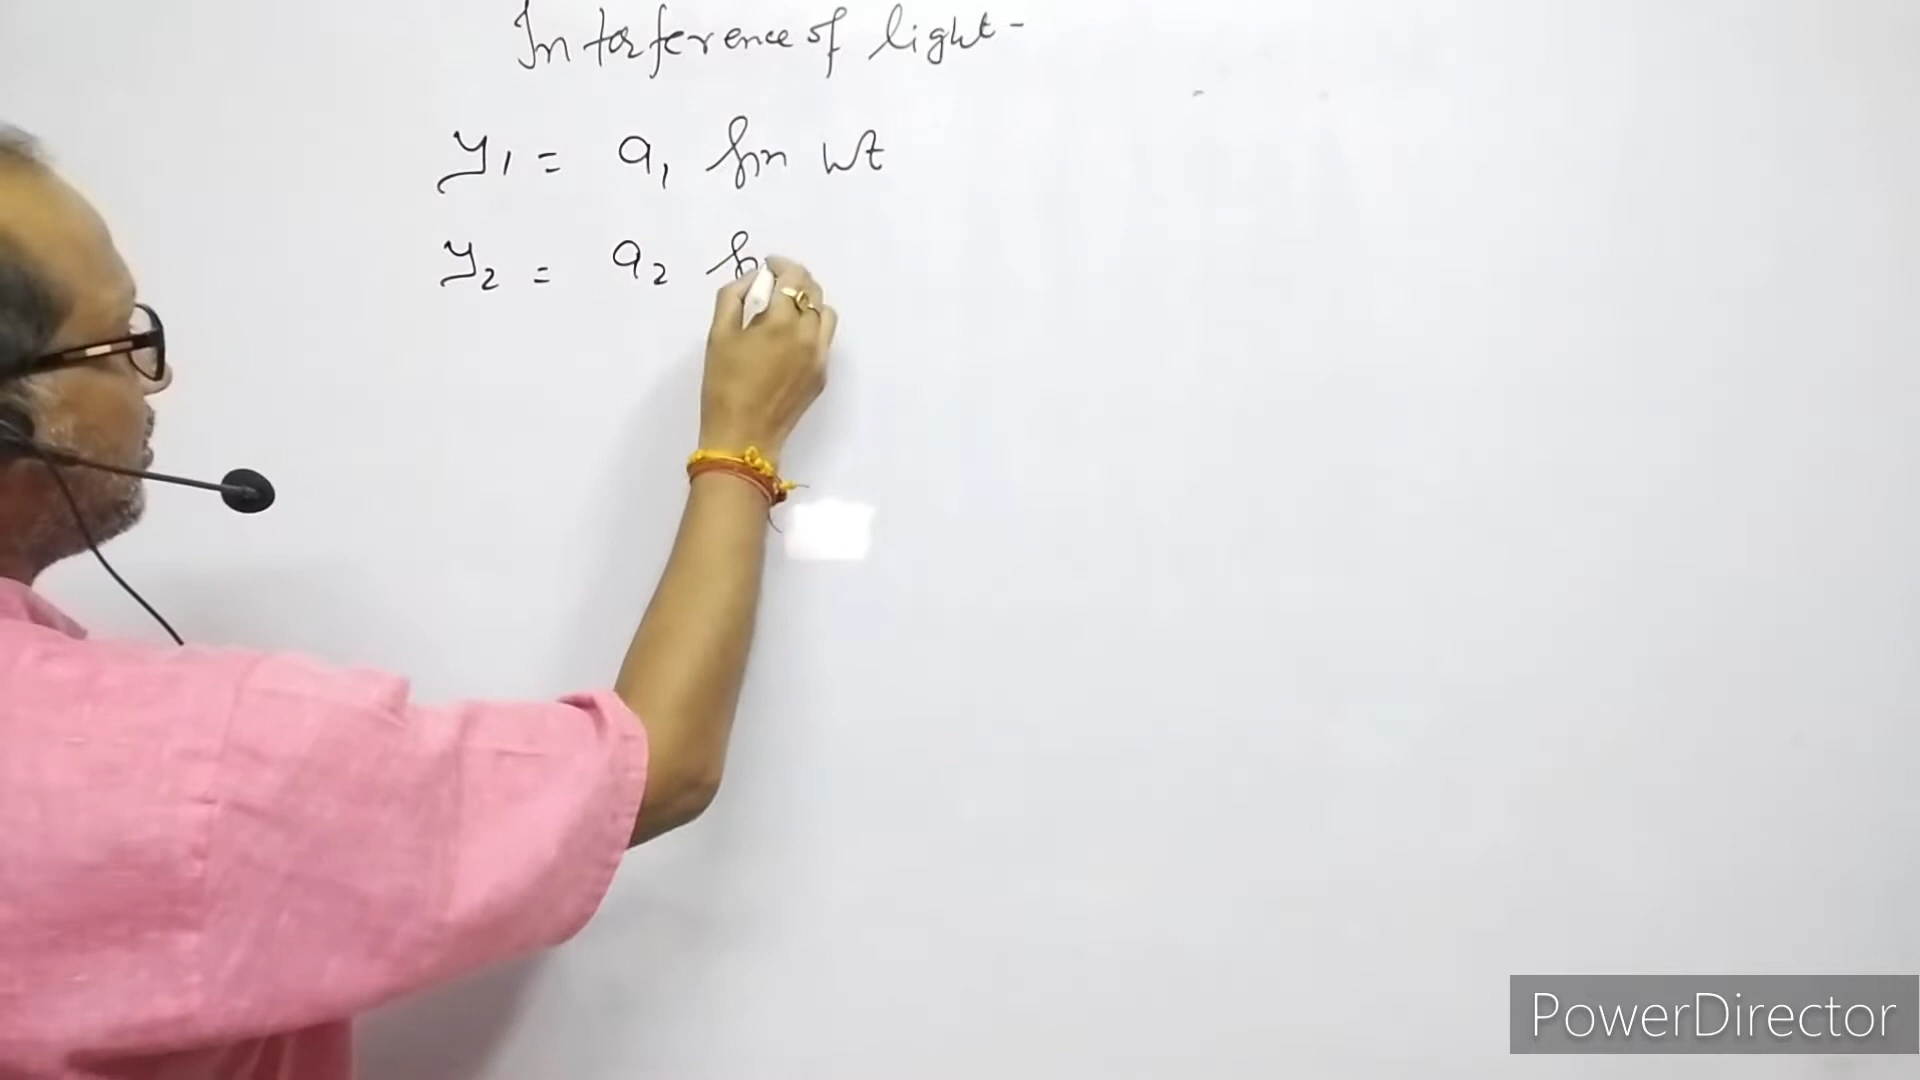 Interference of light-
y1 = a1 sin wt
y2 = a2
PowerDirector